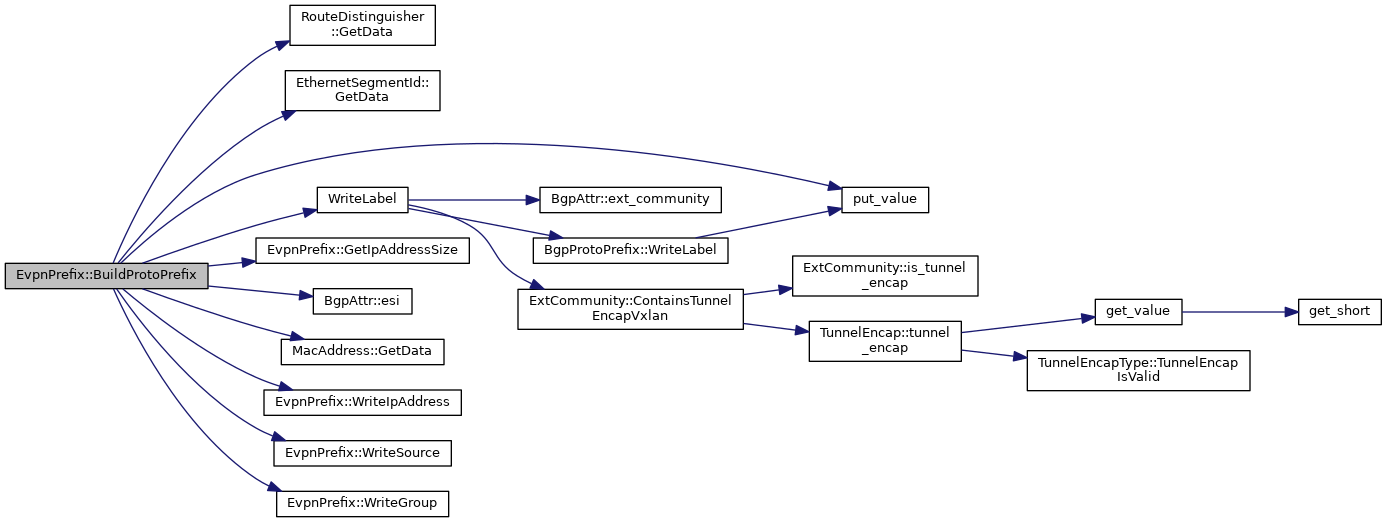 RouteDistinguisher
::GetData
EthernetSegmentId::
GetData
WriteLabel
BgpAttr::ext_community
put_value
EvpnPrefix::GetIpAddressSize
BgpProtoPrefix::WriteLabel
EvpnPrefix::BuildProtoPrefix
ExtCommunity::is_tunnel
_encap
BgpAttr::esi
ExtCommunity::ContainsTunnel
EncapVxlan
get_value
get_short
TunnelEncap::tunnel
_encap
MacAddress::GetData
TunnelEncapType::TunnelEncap
IsValid
EvpnPrefix::WriteIpAddress
EvpnPrefix::WriteSource
EvpnPrefix::WriteGroup